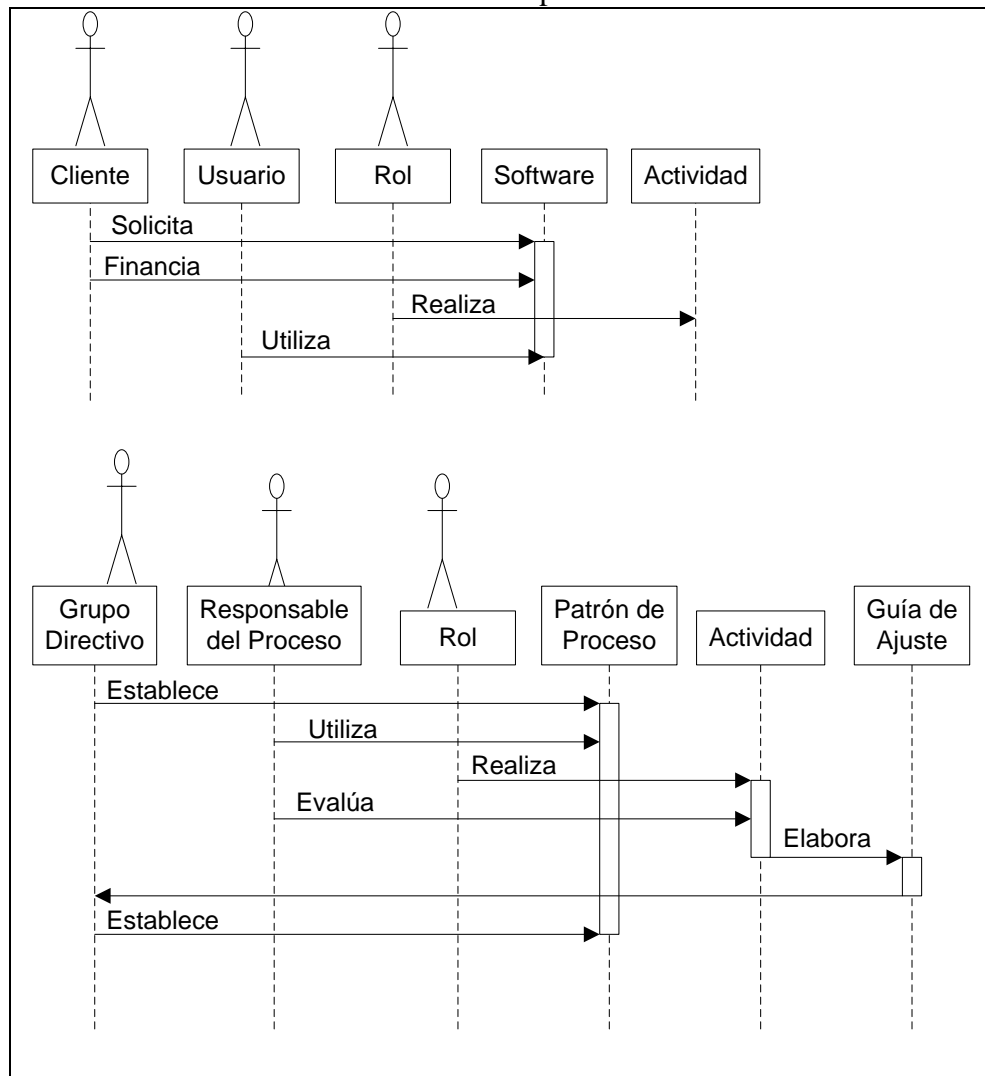 Cliente
Usuario
Rol
Software
Actividad
Solicita
Financia
Realiza
Utiliza
Grupo
Directivo
Responsable
del Proceso
Rol
Patrón de
Proceso
Actividad
Guía de
Ajuste
Establece
Utiliza
Realiza
Evalúa
Elabora
Establece